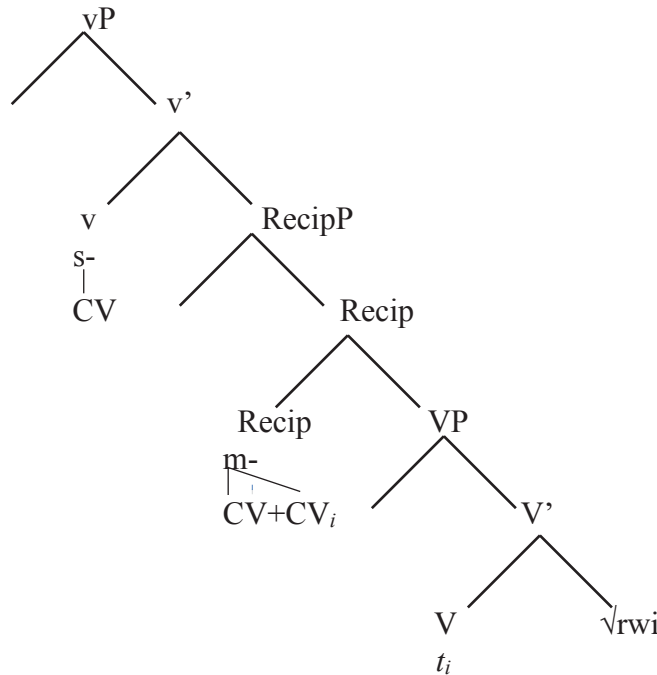 vP
v’
v RecipP
s-
CV Recip
Recip VP
m-
CV+CVi V’
V √rwi
ti